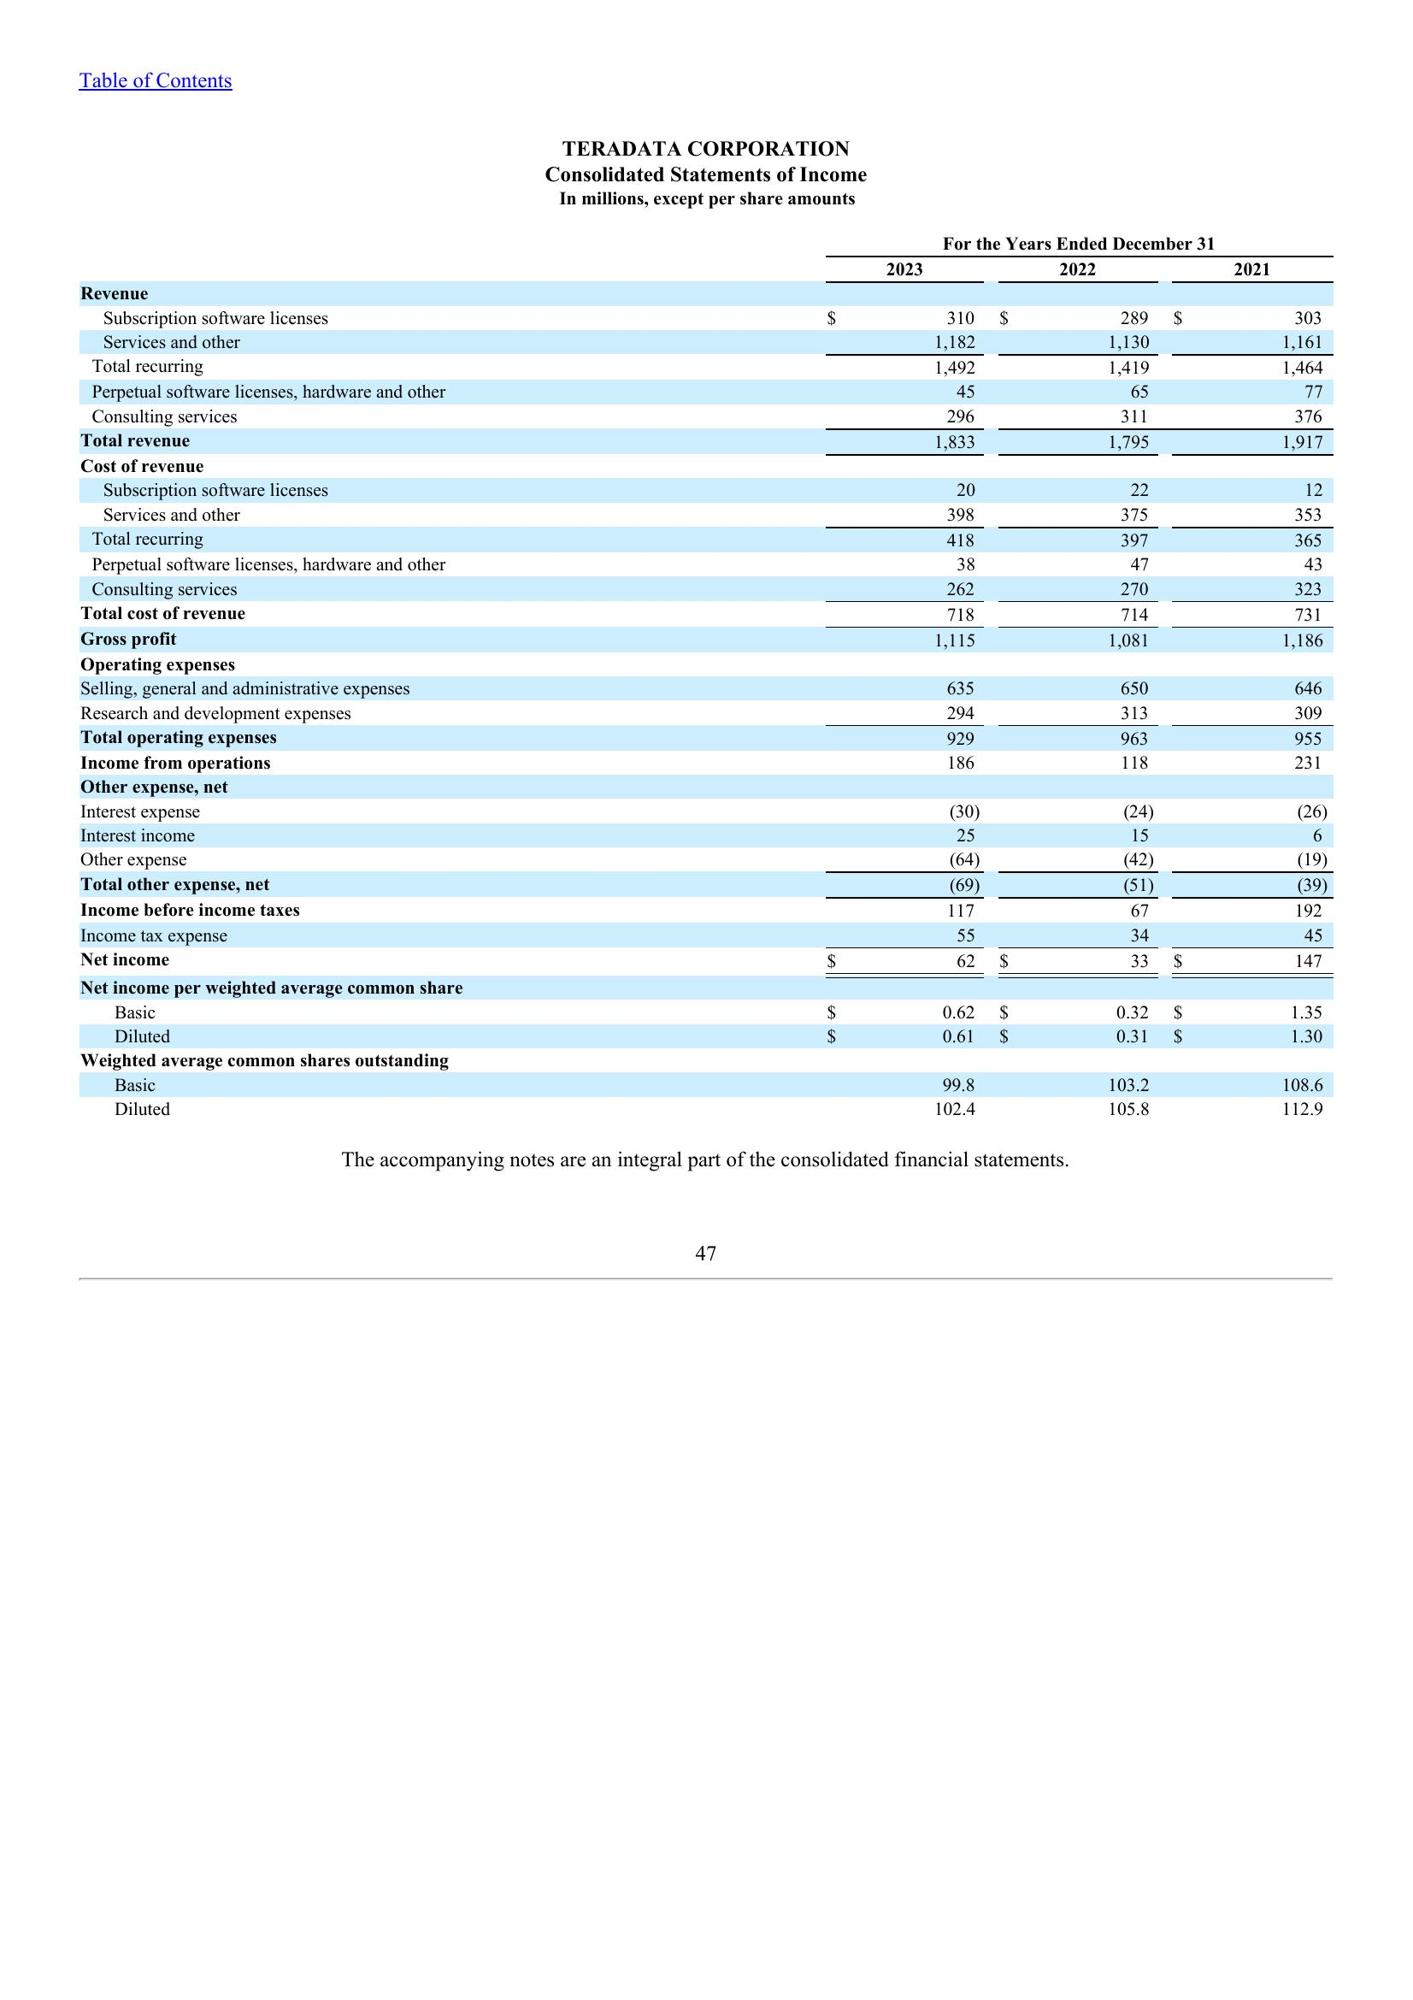 Table of Contents
TERADATA CORPORATION
Consolidated Statements of Income
In millions, except per share amounts
For the Years Ended December 31
2023 2022 2021
Revenue
Subscription software licenses $ 310 $ 289 $ 303
Services and other 1,182 1,130 1,161
Total recurring 1,492 1,419 1,464
Perpetual software licenses, hardware and other 45 65 77
Consulting services 296 311 376
Total revenue 1,833 1,795 1,917
Cost of revenue
Subscription software licenses 20 22 12
Services and other 398 375 353
Total recurring 418 397 365
Perpetual software licenses, hardware and other 38 47 43
Consulting services 262 270 323
Total cost of revenue 718 714 731
Gross profit 1,115 1,081 1,186
Operating expenses
Selling, general and administrative expenses 635 650 646
Research and development expenses 294 313 309
Total operating expenses 929 963 955
Income from operations 186 118 231
Other expense, net
Interest expense (30) (24) (26)
Interest income 25 15 6
Other expense (64) (42) (19)
Total other expense, net (69) (51) (39)
Income before income taxes 117 67 192
Income tax expense 55 34 45
Net income $ 62 $ 33 $ 147
Net income per weighted average common share
Basic $ 0.62 $ 0.32 $ 1.35
Diluted $ 0.61 $ 0.31 $ 1.30
Weighted average common shares outstanding
Basic 99.8 103.2 108.6
Diluted 102.4 105.8 112.9
The accompanying notes are an integral part of the consolidated financial statements.
47